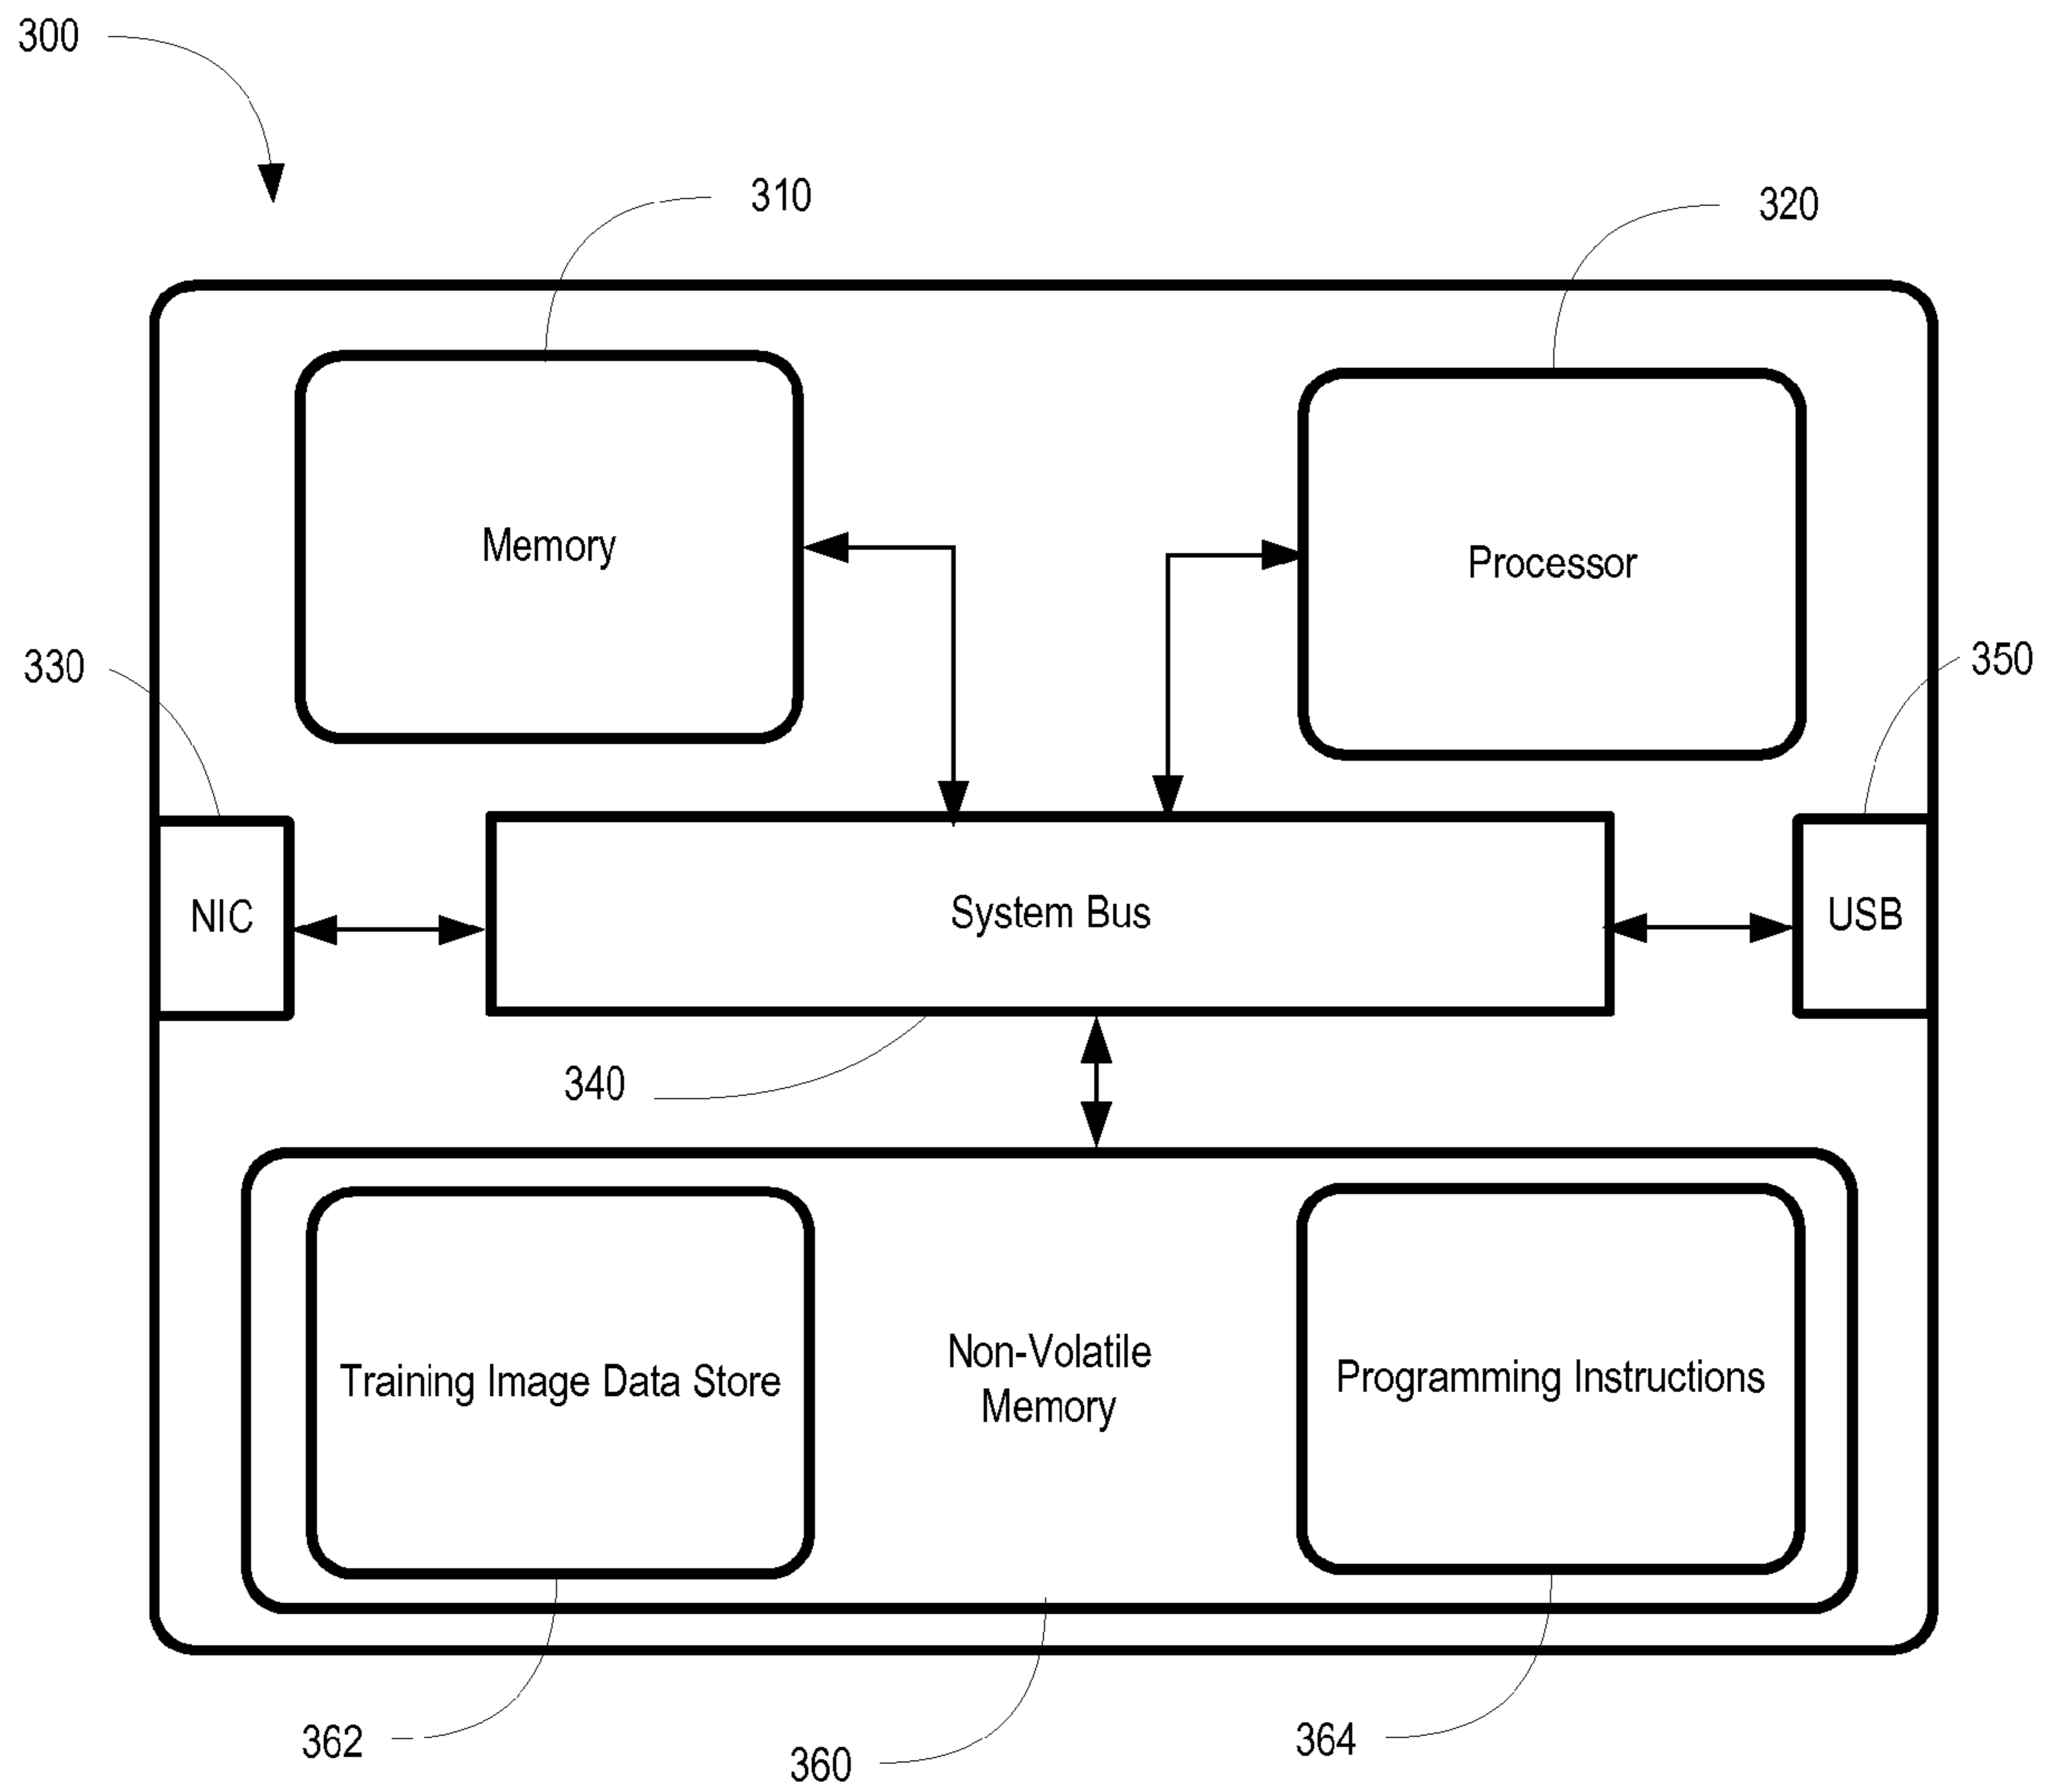 300
310
320
Memory
Processor
330
350
NIC
System Bus
USB
340
Non-Volatile
Memory
Training Image Data Store
Programming Instructions
362
360
364